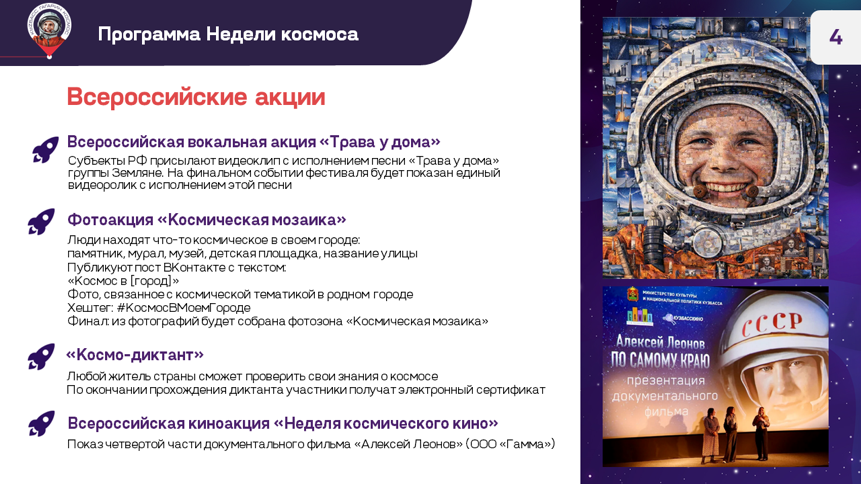 Программа Недели космоса
4
Всероссийские акции
Всероссийская вокальная акция «Трава у дома»
Субъекты РФ присылают видеоклип с исполнением песни «Трава у дома»
группы Земляне. На финальном событии фестиваля будет показан единый
видеоролик с исполнением этой песни
Фотоакция «Космическая мозаика»
Люди находят что-то космическое в своем городе:
памятник, мурал, музей, детская площадка, название улицы
Публикуют пост ВКонтакте с текстом:
«Космос в [город]»
Фото, связанное с космической тематикой в родном городе
Хештег: #КосмосВМоемГороде
Финал: из фотографий будет собрана фотозона «Космическая мозаика»
«Космо-диктант»
Любой житель страны сможет проверить свои знания о космосе
По окончании прохождения диктанта участники получат электронный сертификат
Всероссийская киноакция «Неделя космического кино»
Показ четвертой части документального фильма «Алексей Леонов» (ООО «Гамма»)
МИНИСТЕРСТВО КУЛЬТУРЫ
И НАЦИОНАЛЬНОЙ ПОЛИТИКИ КУЗБАССА
КУЗБАССКИНО
СССР
Алексей Леонов
ПО САМОМУ КРАЮ
презентация
документального
фильма